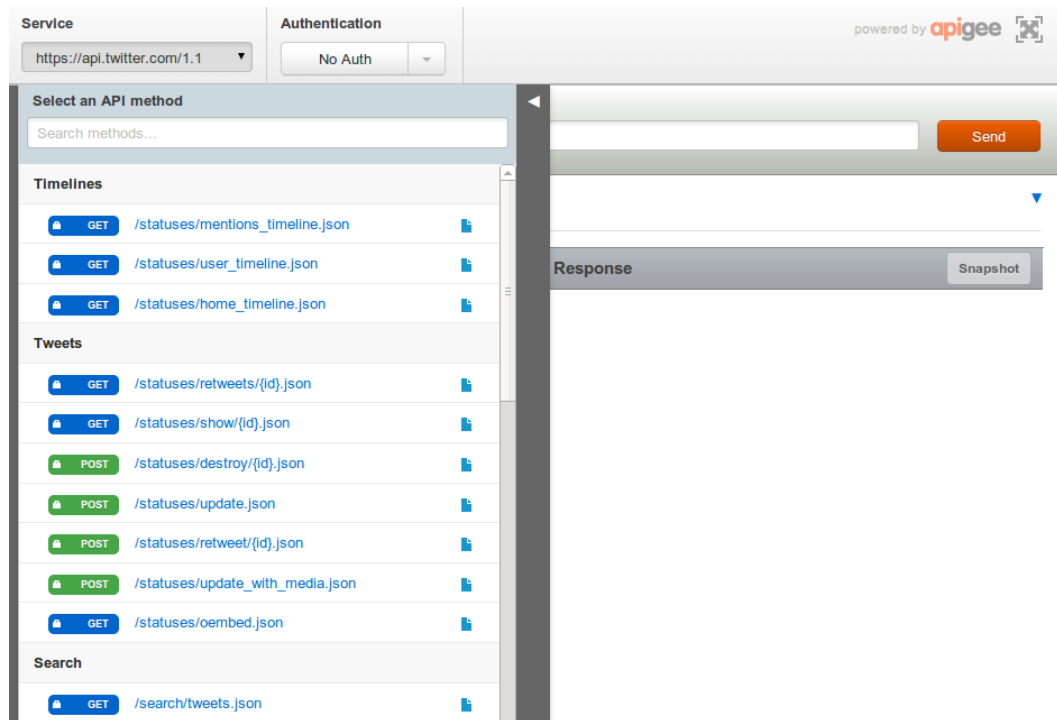 Service
Authentication
powered by apigee
https://api.twitter.com/1.1
No Auth
Select an API method
Search methods...
Send
Timelines
GET /statuses/mentions_timeline.json
GET /statuses/user_timeline.json
Response
Snapshot
GET /statuses/home_timeline.json
Tweets
GET /statuses/retweets/{id}.json
GET /statuses/show/{id}.json
POST /statuses/destroy/{id}.json
POST /statuses/update.json
POST /statuses/retweet/{id}.json
POST /statuses/update_with_media.json
GET /statuses/oembed.json
Search
GET /search/tweets.json